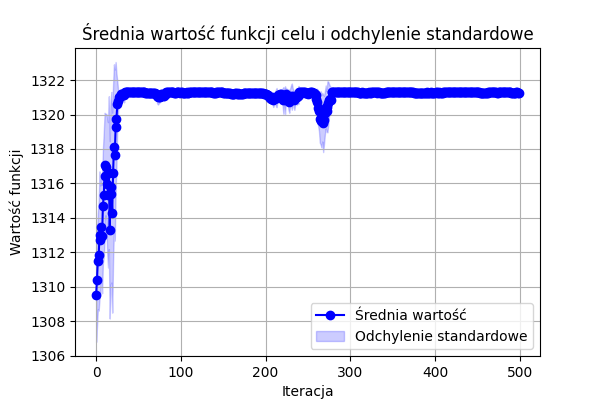 Średnia wartość funkcji celu i odchylenie standardowe
Wartość funkcji
1322
1320
1318
1316
1314
1312
1310
1308
1306
0 100 200 300 400 500
Iteracja
Średnia wartość
Odchylenie standardowe